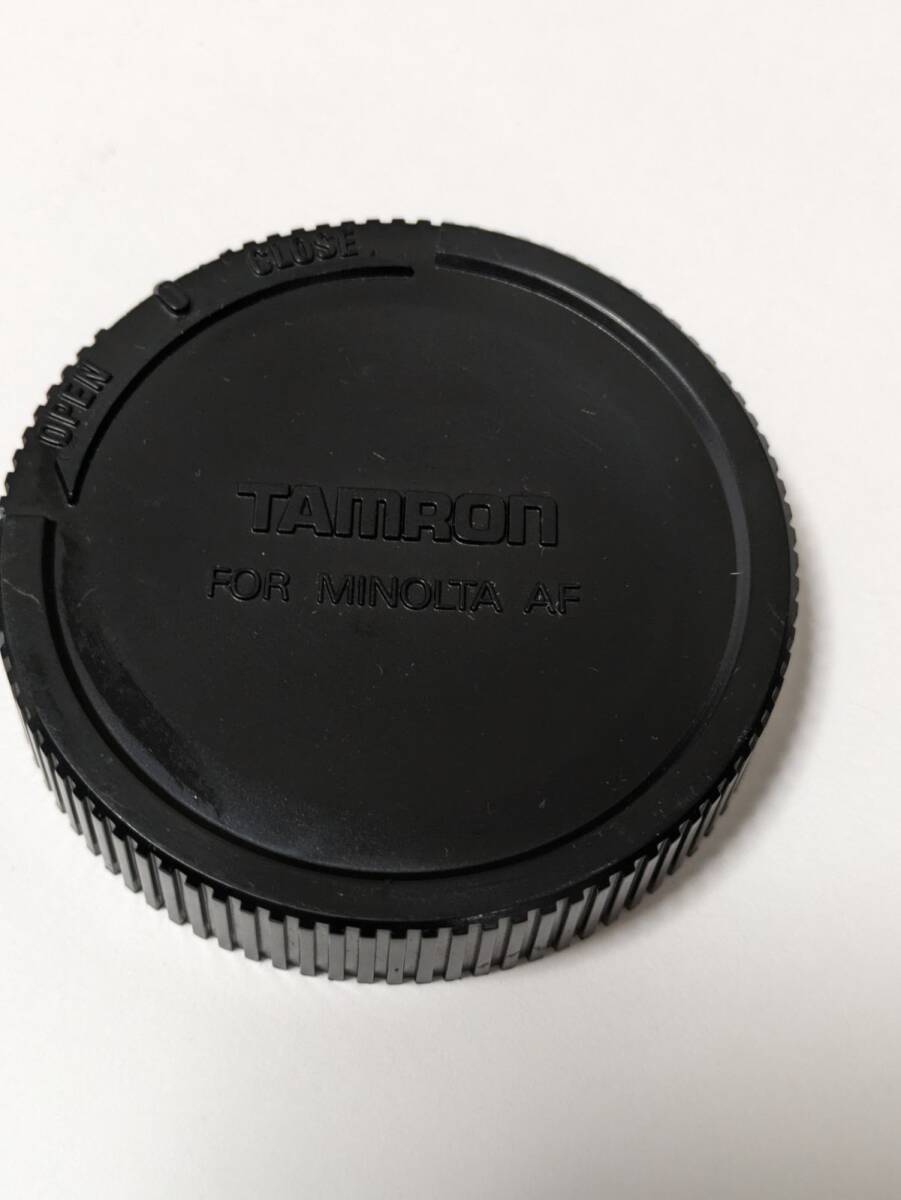 CLOSE
O
OPEN
TAMRON
FOR MINOLTA AF